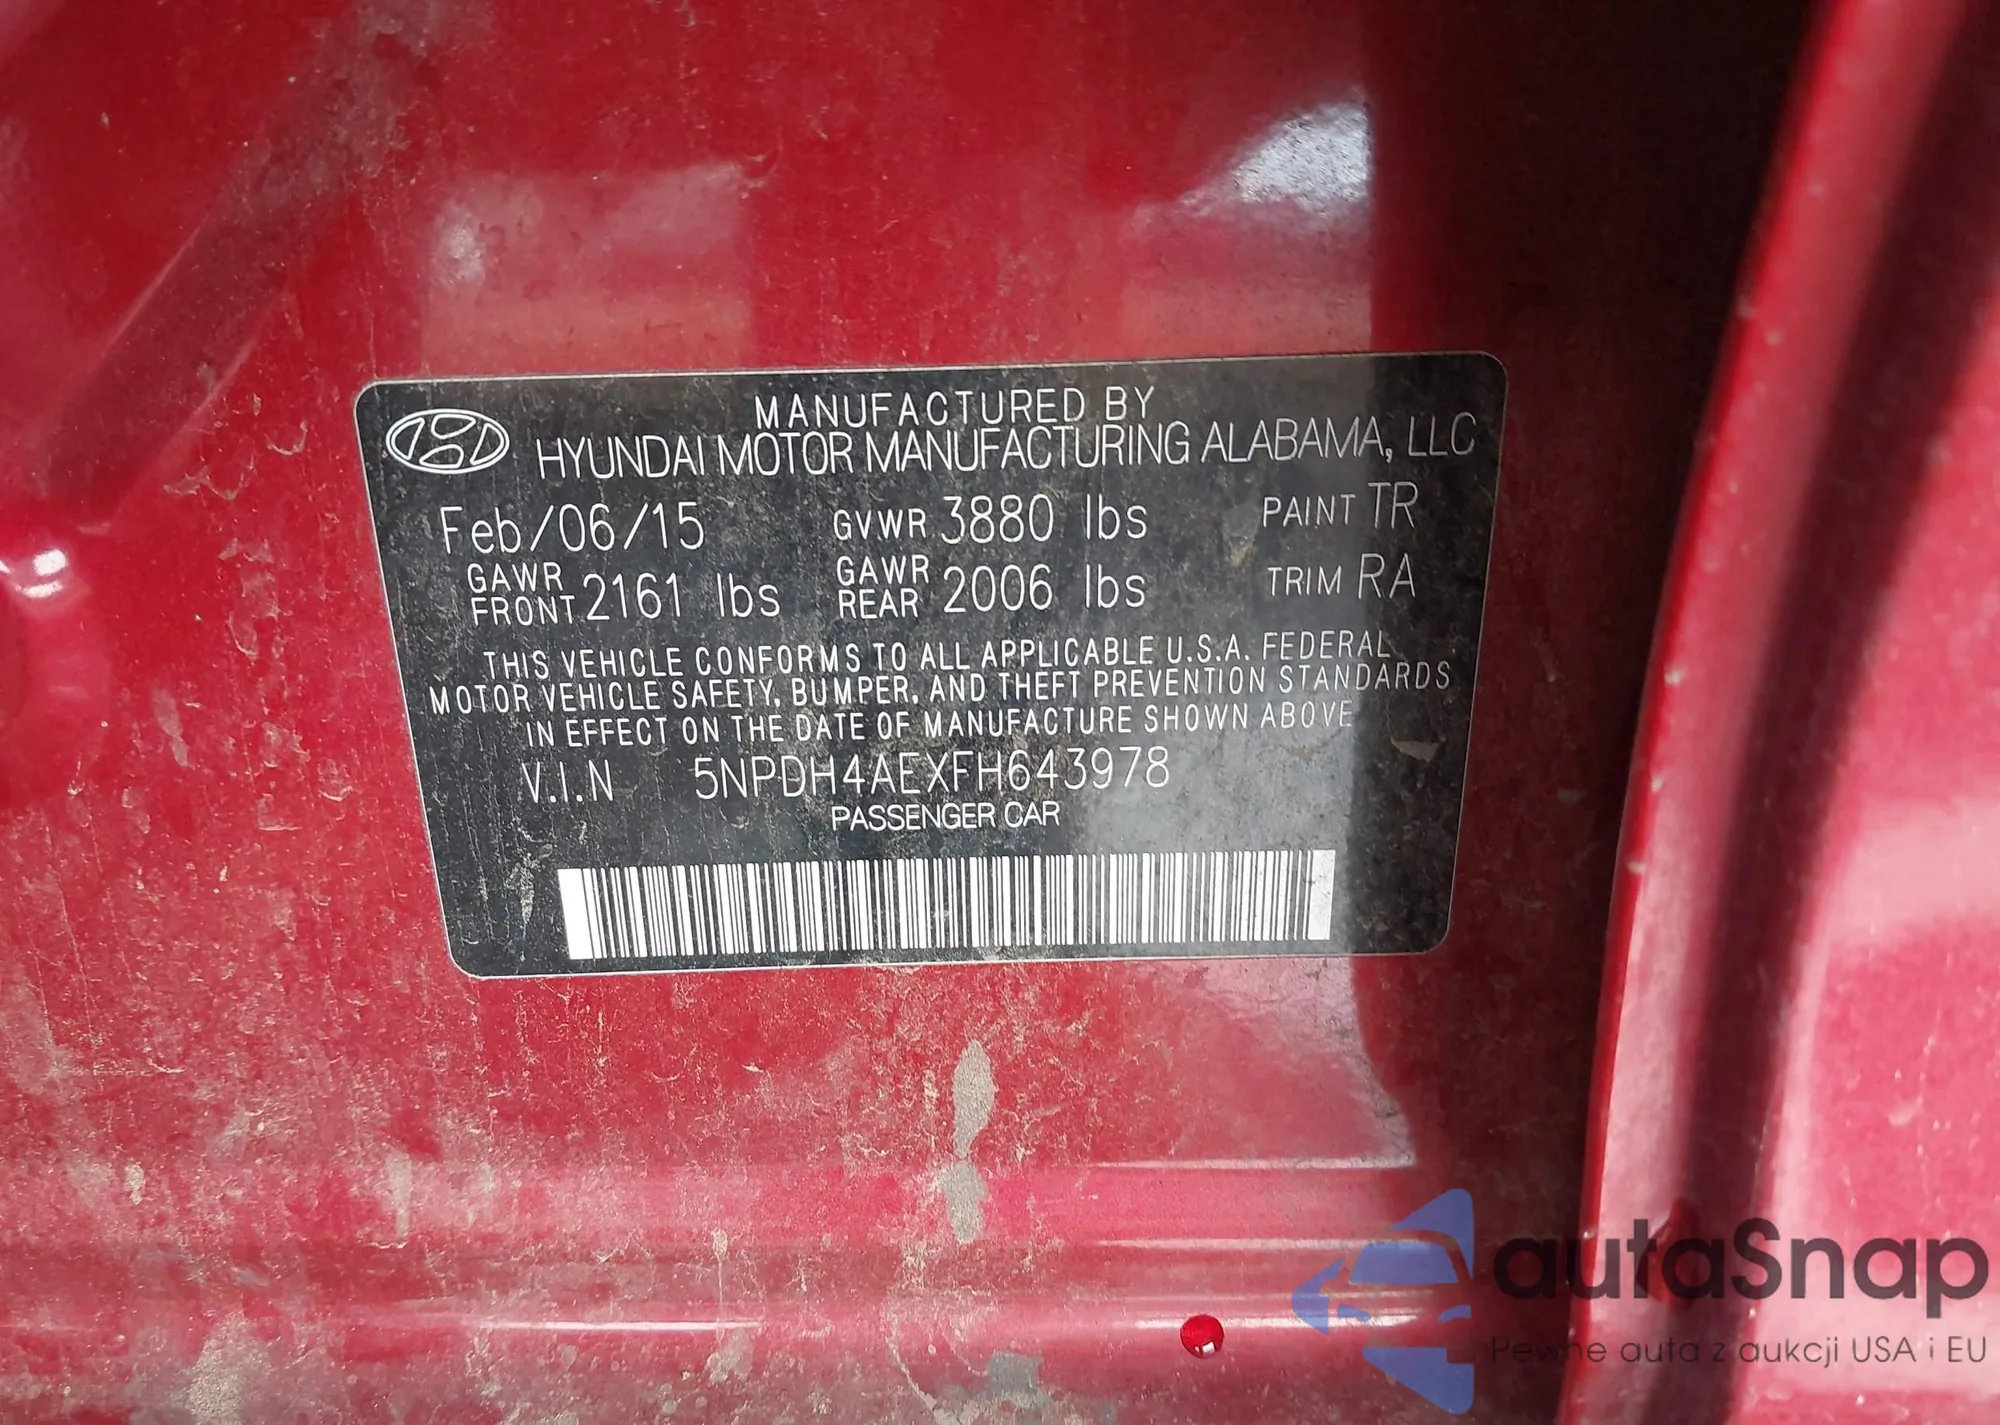 MANUFACTURED BY
HYUNDAI MOTOR MANUFACTURING ALABAMA, LLC
Feb/06/15 GVWR 3880 lbs PAINT TR
GAWR FRONT 2161 lbs GAWR REAR 2006 lbs TRIM RA
THIS VEHICLE CONFORMS TO ALL APPLICABLE U.S.A. FEDERAL
MOTOR VEHICLE SAFETY, BUMPER, AND THEFT PREVENTION STANDARDS
IN EFFECT ON THE DATE OF MANUFACTURE SHOWN ABOVE
V.I.N 5NPDH4AEXFH643978
PASSENGER CAR
autaSnap
Pewne auta z aukcji USA i EU